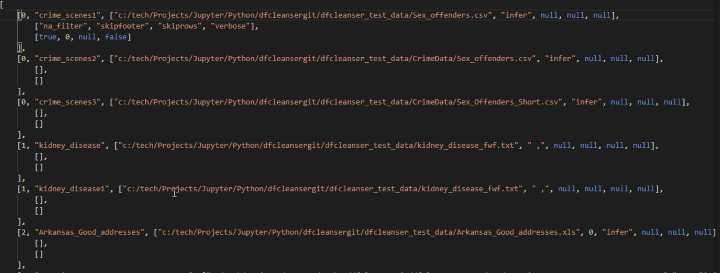 [
[0, "crime_scenes1", ["c:/tech/Projects/Jupyter/Python/dfcleansergit/dfcleanser_test_data/Sex_offenders.csv", "infer", null, null, null],
["na_filter", "skipfooter", "skiprows", "verbose"],
[true, 0, null, false]
],
[0, "crime_scenes2", ["c:/tech/Projects/Jupyter/Python/dfcleansergit/dfcleanser_test_data/CrimeData/Sex_offenders.csv", "infer", null, null, null],
[],
[]
],
[0, "crime_scenes3", ["c:/tech/Projects/Jupyter/Python/dfcleansergit/dfcleanser_test_data/CrimeData/Sex_Offenders_Short.csv", "infer", null, null, null],
[],
[]
],
[1, "kidney_disease", ["c:/tech/Projects/Jupyter/Python/dfcleansergit/dfcleanser_test_data/kidney_disease_fwf.txt", " ,", null, null, null, null],
[],
[]
],
[1, "kidney_disease1", ["c:/tech/Projects/Jupyter/Python/dfcleansergit/dfcleanser_test_data/kidney_disease_fwf.txt", " ,", null, null, null, null],
[],
[]
],
[2, "Arkansas_Good_addresses", ["c:/tech/Projects/Jupyter/Python/dfcleansergit/dfcleanser_test_data/Arkansas_Good_addresses.xls", 0, "infer", null, null, null]
[],
[]
],